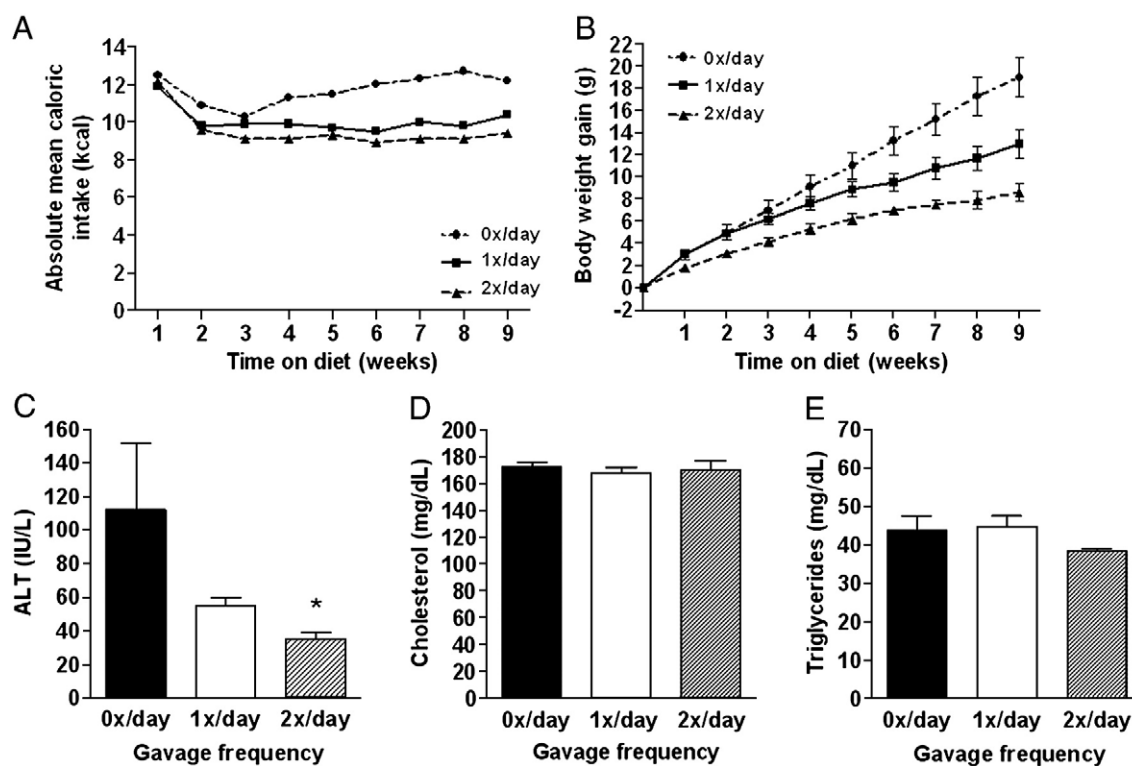 A
Absolute mean caloric
intake (kcal)
14
12
10
8
6
4
2
0
0x/day
1x/day
2x/day
1 2 3 4 5 6 7 8 9
Time on diet (weeks)
B
Body weight gain (g)
22
20
18
16
14
12
10
8
6
4
2
0
-2
0x/day
1x/day
2x/day
1 2 3 4 5 6 7 8 9
Time on diet (weeks)
C
ALT (IU/L)
160
140
120
100
80
60
40
20
0
*
0x/day 1x/day 2x/day
Gavage frequency
D
Cholesterol (mg/dL)
200
180
160
140
120
100
80
60
40
20
0
0x/day 1x/day 2x/day
Gavage frequency
E
Triglycerides (mg/dL)
70
60
50
40
30
20
10
0
0x/day 1x/day 2x/day
Gavage frequency